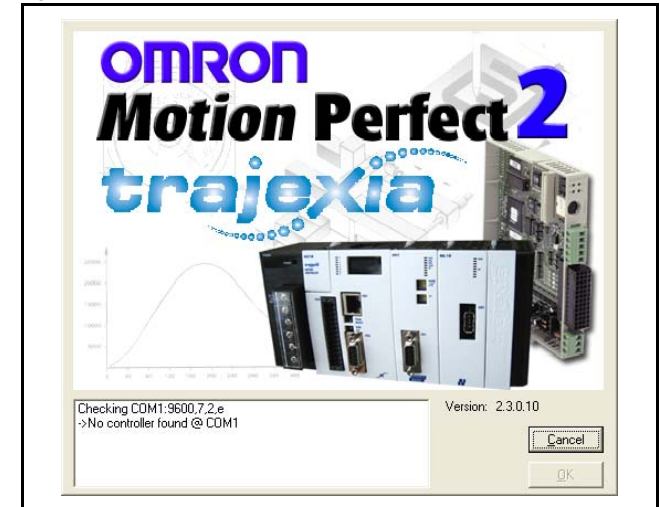 OMRON
Motion Perfect 2
trajexia
Checking COM1:9600,7,2,e
->No controller found @ COM1
Version: 2.3.0.10
Cancel
OK